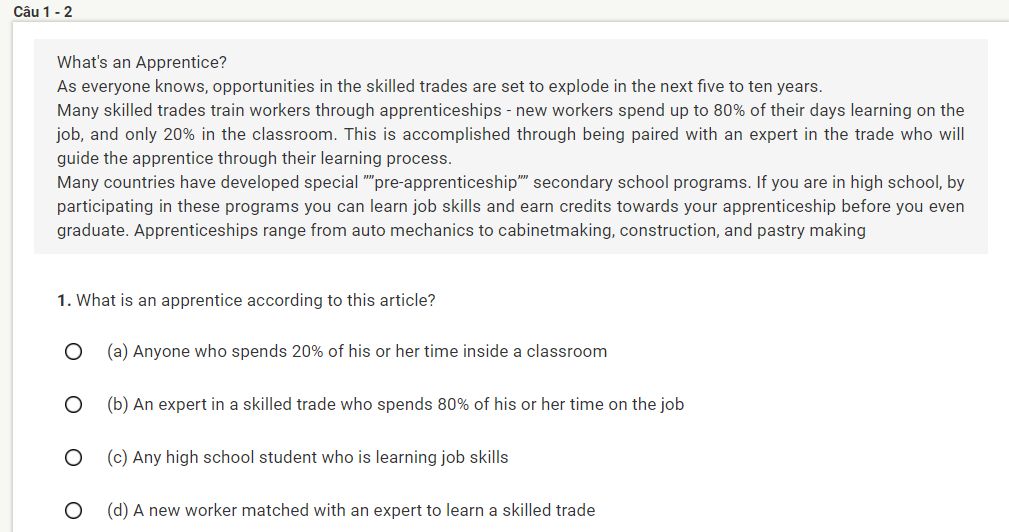 Câu 1 - 2
What's an Apprentice?
As everyone knows, opportunities in the skilled trades are set to explode in the next five to ten years.
Many skilled trades train workers through apprenticeships - new workers spend up to 80% of their days learning on the
job, and only 20% in the classroom. This is accomplished through being paired with an expert in the trade who will
guide the apprentice through their learning process.
Many countries have developed special ””pre-apprenticeship”” secondary school programs. If you are in high school, by
participating in these programs you can learn job skills and earn credits towards your apprenticeship before you even
graduate. Apprenticeships range from auto mechanics to cabinetmaking, construction, and pastry making
1. What is an apprentice according to this article?
(a) Anyone who spends 20% of his or her time inside a classroom
(b) An expert in a skilled trade who spends 80% of his or her time on the job
(c) Any high school student who is learning job skills
(d) A new worker matched with an expert to learn a skilled trade